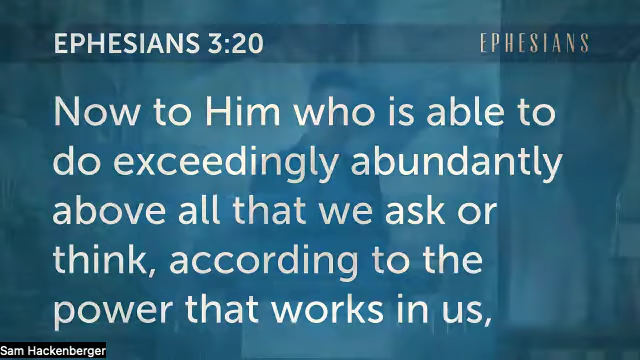 EPHESIANS 3:20
EPHESIANS
Now to Him who is able to
do exceedingly abundantly
above all that we ask or
think, according to the
power that works in us,
Sam Hackenberger